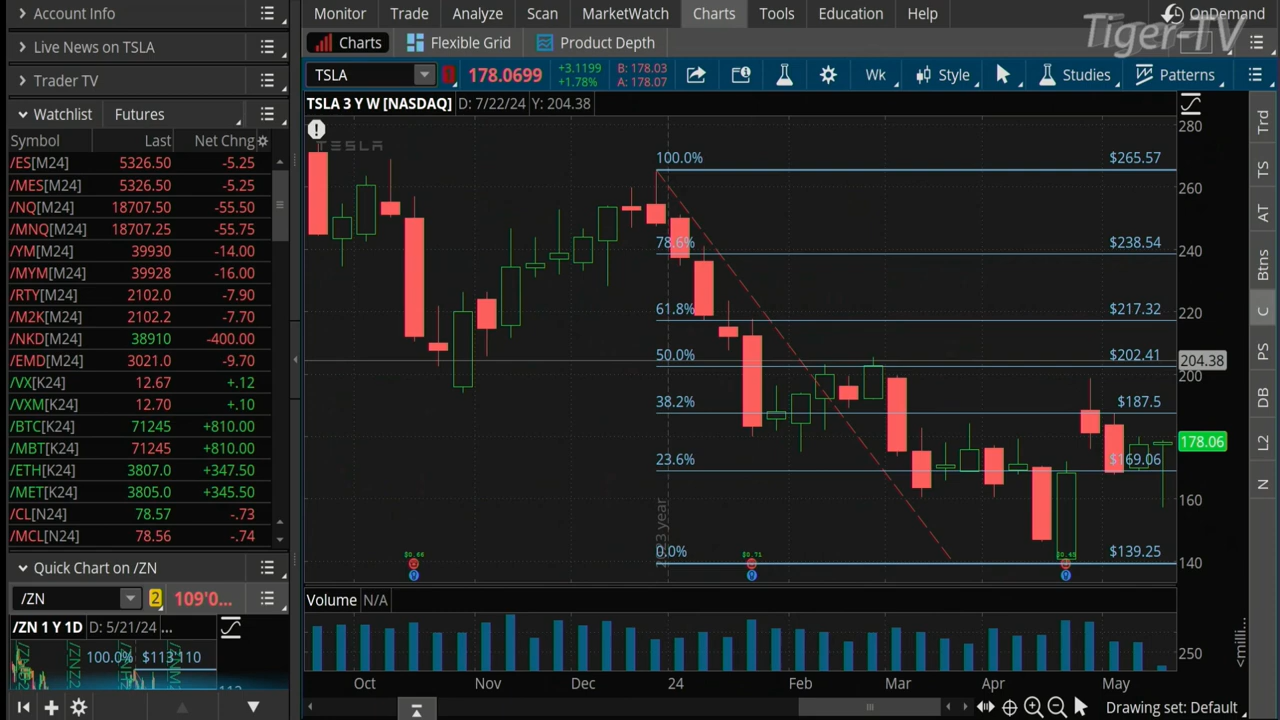 Account Info
Live News on TSLA
Trader TV
Watchlist Futures
Symbol Last Net Chng
/ES[M24] 5326.50 -5.25
/MES[M24] 5326.50 -5.25
/NQ[M24] 18707.50 -55.50
/MNQ[M24] 18707.25 -55.75
/YM[M24] 39930 -14.00
/MYM[M24] 39928 -16.00
/RTY[M24] 2102.0 -7.90
/M2K[M24] 2102.2 -7.70
/NKD[M24] 38910 -400.00
/EMD[M24] 3021.0 -9.70
/VX[K24] 12.67 +.12
/VXM[K24] 12.70 +.10
/BTC[K24] 71245 +810.00
/MBT[K24] 71245 +810.00
/ETH[K24] 3807.0 +347.50
/MET[K24] 3805.0 +345.50
/CL[N24] 78.57 -.73
/MCL[N24] 78.56 -.74
Quick Chart on /ZN
/ZN 2 109'0...
/ZN 1 Y 1D D: 5/21/24 ...
100.0% $113'110
Monitor Trade Analyze Scan MarketWatch Charts Tools Education Help OnDemand
Tiger-TV
Charts Flexible Grid Product Depth
TSLA 178.0699 +3.1199 B: 178.03 Wk Style Studies Patterns
+1.78% A: 178.07
TSLA 3 Y W [NASDAQ] D: 7/22/24 Y: 204.38
TESLA
280
100.0% $265.57
260
78.6% $238.54
240
61.8% $217.32
220
50.0% $202.41
204.38
200
38.2% $187.5
178.06
23.6% $169.06
160
2023 year
0.0% $139.25
140
$0.66 $0.71 $0.45
Volume N/A
250
<milli...
Oct Nov Dec 24 Feb Mar Apr May
Drawing set: Default
Trd
TS
AT
Btns
C
PS
DB
L2
N